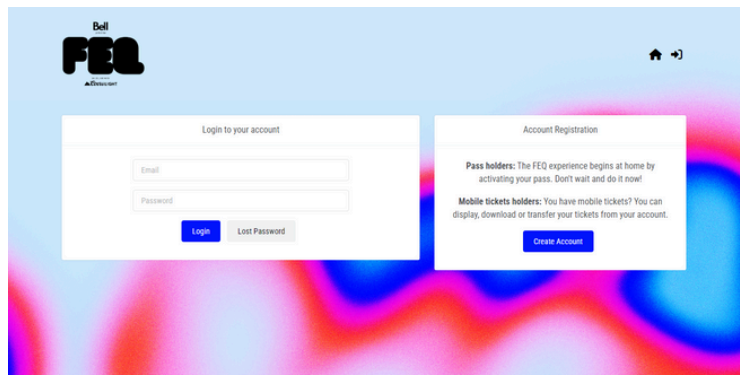 Bell
FEQ
Login to your account
Email
Password
Login
Lost Password
Account Registration
Pass holders: The FEQ experience begins at home by
activating your pass. Don't wait and do it now!
Mobile tickets holders: You have mobile tickets? You can
display, download or transfer your tickets from your account.
Create Account